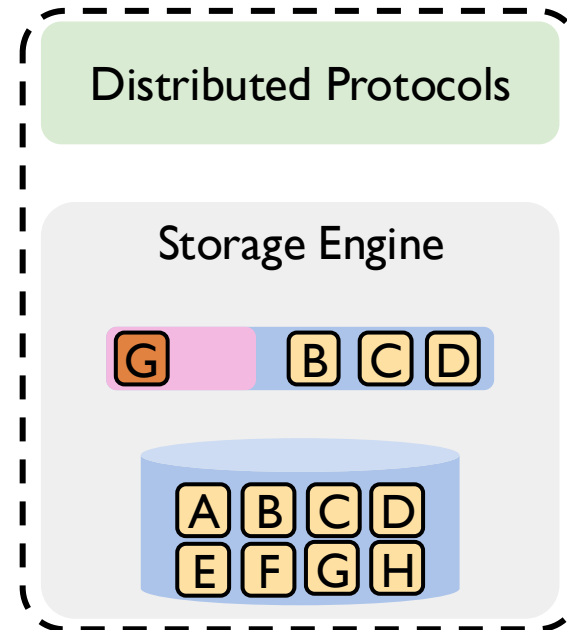 Distributed Protocols
Storage Engine
G B C D
A B C D
E F G H